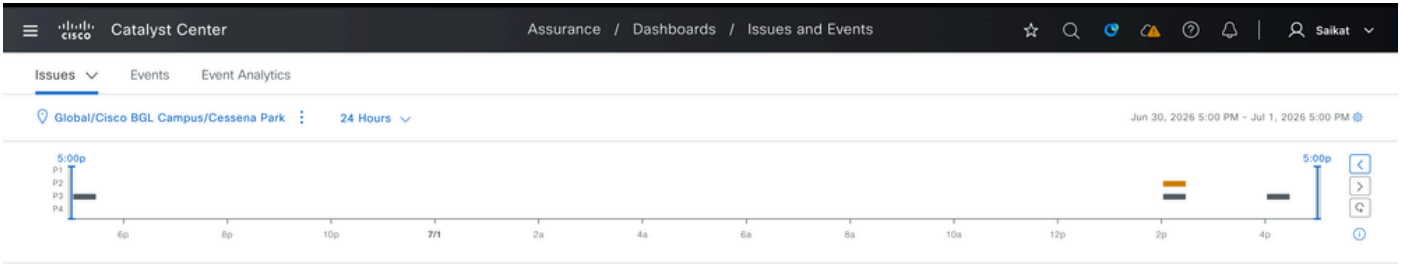 cisco Catalyst Center Assurance / Dashboards / Issues and Events Saikat
Issues Events Event Analytics
Global/Cisco BGL Campus/Cessena Park 24 Hours Jun 30, 2026 5:00 PM - Jul 1, 2026 5:00 PM
5:00p 5:00p
P1
P2
P3
P4
6p 8p 10p 7/1 2a 4a 6a 8a 10a 12p 2p 4p